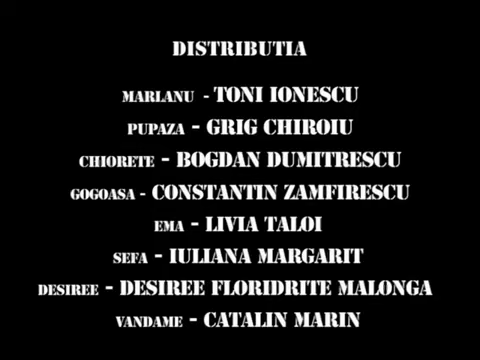 DISTRIBUTIA
MARLANU - TONI IONESCU
PUPAZA - GRIG CHIROIU
CHIORETE - BOGDAN DUMITRESCU
GOGOASA - CONSTANTIN ZAMFIRESCU
EMA - LIVIA TALOI
SEFA - IULIANA MARGARIT
DESIREE - DESIREE FLORIDRITE MALONGA
VANDAME - CATALIN MARIN